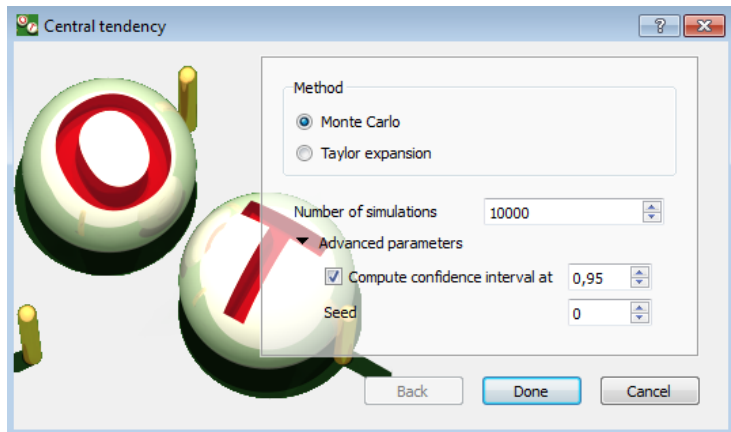 Central tendency
Method
Monte Carlo
Taylor expansion
Number of simulations 10000
Advanced parameters
Compute confidence interval at 0,95
Seed 0
Back Done Cancel